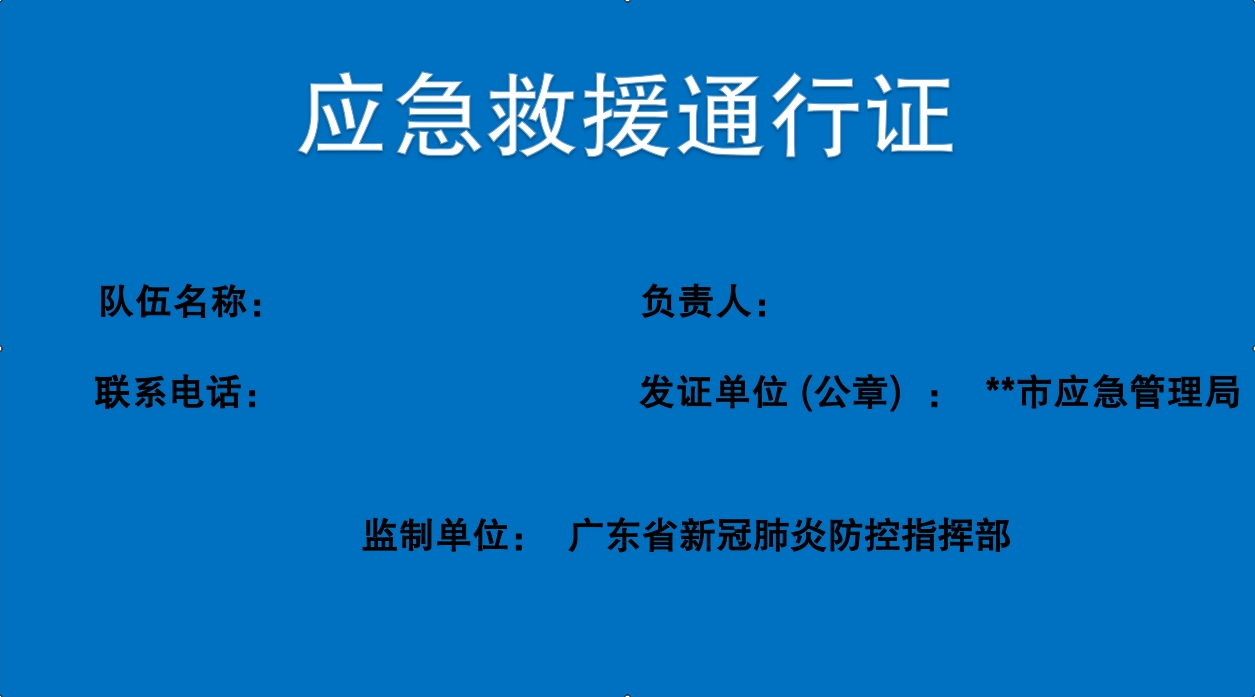 应急救援通行证
队伍名称： 负责人：
联系电话： 发证单位 (公章) ： **市应急管理局
监制单位： 广东省新冠肺炎防控指挥部